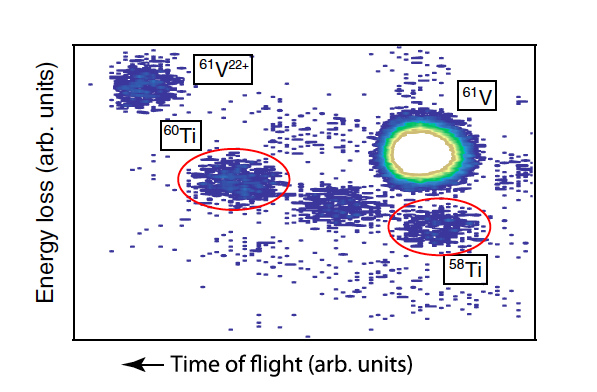 ⁶¹V²²⁺
⁶¹V
⁶⁰Ti
⁵⁸Ti
Energy loss (arb. units)
Time of flight (arb. units)